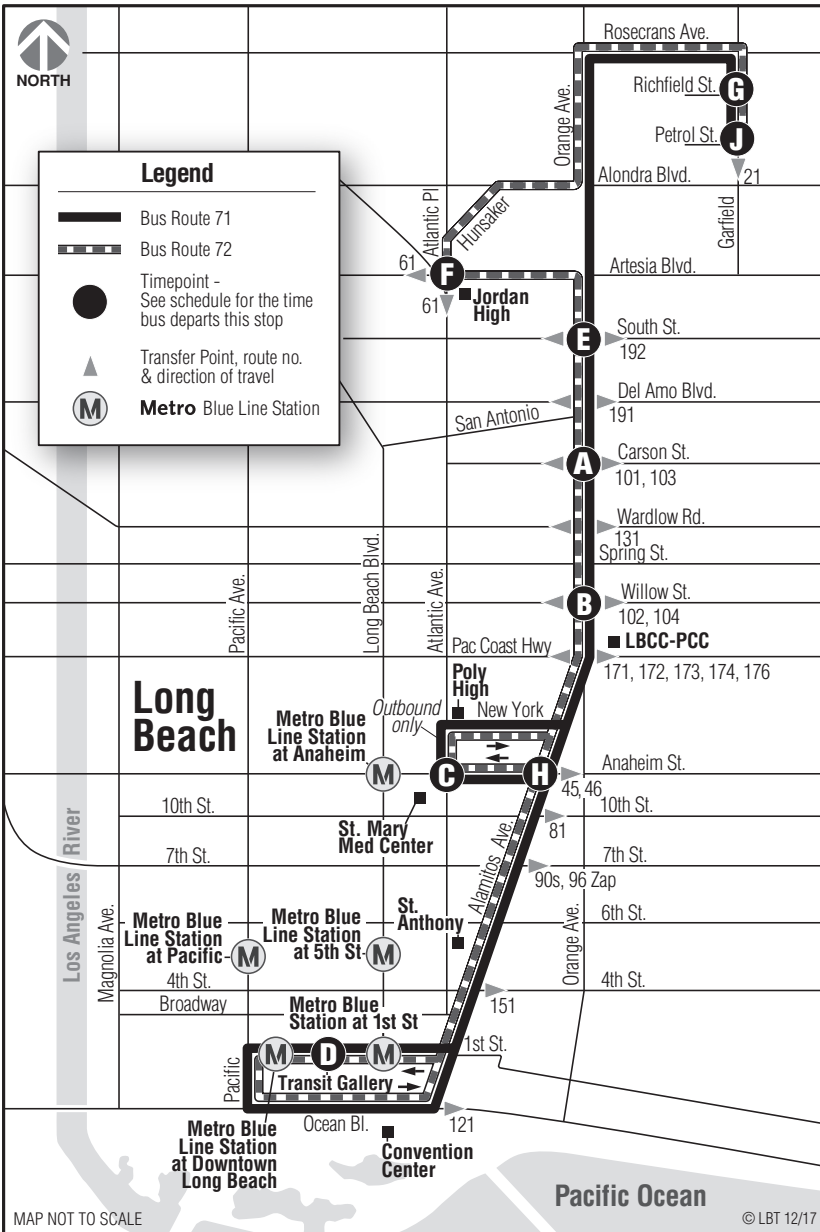 NORTH
Rosecrans Ave.
Richfield St.
G
Orange Ave.
Petrol St.
J
Legend
Bus Route 71
Bus Route 72
Timepoint -
See schedule for the time
bus departs this stop
Transfer Point, route no.
& direction of travel
M
Metro Blue Line Station
Alondra Blvd.
21
Atlantic Pl
Hunsaker
Garfield
61
F
Artesia Blvd.
61
Jordan
High
E
South St.
192
Del Amo Blvd.
191
San Antonio
A
Carson St.
101, 103
Wardlow Rd.
131
Spring St.
Pacific Ave.
Long Beach Blvd.
Atlantic Ave.
B
Willow St.
102, 104
LBCC-PCC
Pac Coast Hwy
171, 172, 173, 174, 176
Long
Beach
Poly
High
Outbound
only
New York
Metro Blue
Line Station
at Anaheim
M
C
H
Anaheim St.
45, 46
10th St.
10th St.
St. Mary
Med Center
81
7th St.
7th St.
90s, 96 Zap
Los Angeles River
Magnolia Ave.
Alamitos Ave.
Orange Ave.
St.
Anthony
6th St.
Metro Blue
Line Station
at Pacific
M
Metro Blue
Line Station
at 5th St
M
4th St.
4th St.
151
Broadway
Metro Blue
Station at 1st St
M
D
M
1st St.
Pacific
Transit Gallery
Ocean Bl.
121
Metro Blue
Line Station
at Downtown
Long Beach
Convention
Center
Pacific Ocean
MAP NOT TO SCALE
© LBT 12/17